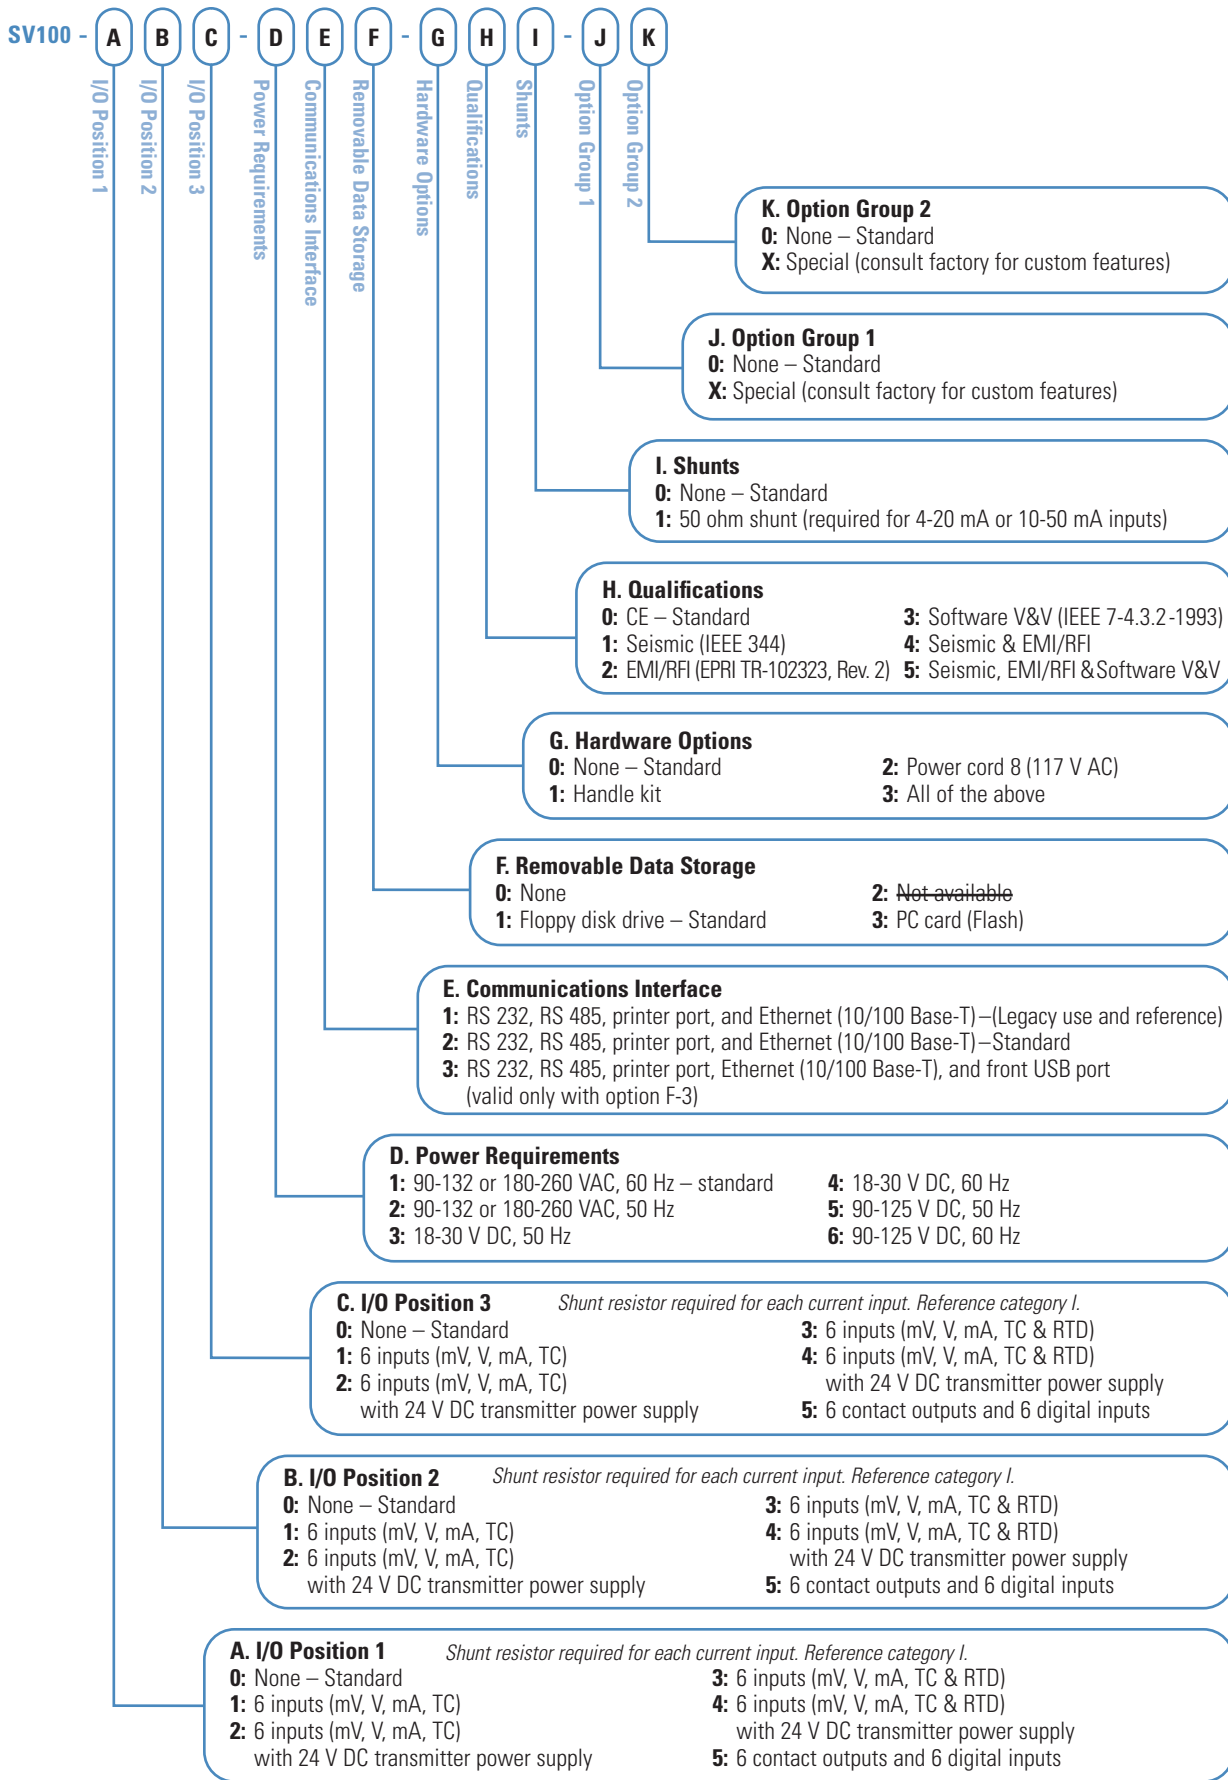 SV100 - A B C - D E F - G H I - J K
I/O Position 1
I/O Position 2
I/O Position 3
Power Requirements
Communications Interface
Removable Data Storage
Hardware Options
Qualifications
Shunts
Option Group 1
Option Group 2
K. Option Group 2
0: None – Standard
X: Special (consult factory for custom features)
J. Option Group 1
0: None – Standard
X: Special (consult factory for custom features)
I. Shunts
0: None – Standard
1: 50 ohm shunt (required for 4-20 mA or 10-50 mA inputs)
H. Qualifications
0: CE – Standard
1: Seismic (IEEE 344)
2: EMI/RFI (EPRI TR-102323, Rev. 2)
3: Software V&V (IEEE 7-4.3.2-1993)
4: Seismic & EMI/RFI
5: Seismic, EMI/RFI &Software V&V
G. Hardware Options
0: None – Standard
1: Handle kit
2: Power cord 8 (117 V AC)
3: All of the above
F. Removable Data Storage
0: None
1: Floppy disk drive – Standard
2: Not available
3: PC card (Flash)
E. Communications Interface
1: RS 232, RS 485, printer port, and Ethernet (10/100 Base-T)–(Legacy use and reference)
2: RS 232, RS 485, printer port, and Ethernet (10/100 Base-T)–Standard
3: RS 232, RS 485, printer port, Ethernet (10/100 Base-T), and front USB port
(valid only with option F-3)
D. Power Requirements
1: 90-132 or 180-260 VAC, 60 Hz – standard
2: 90-132 or 180-260 VAC, 50 Hz
3: 18-30 V DC, 50 Hz
4: 18-30 V DC, 60 Hz
5: 90-125 V DC, 50 Hz
6: 90-125 V DC, 60 Hz
C. I/O Position 3 Shunt resistor required for each current input. Reference category I.
0: None – Standard
1: 6 inputs (mV, V, mA, TC)
2: 6 inputs (mV, V, mA, TC)
with 24 V DC transmitter power supply
3: 6 inputs (mV, V, mA, TC & RTD)
4: 6 inputs (mV, V, mA, TC & RTD)
with 24 V DC transmitter power supply
5: 6 contact outputs and 6 digital inputs
B. I/O Position 2 Shunt resistor required for each current input. Reference category I.
0: None – Standard
1: 6 inputs (mV, V, mA, TC)
2: 6 inputs (mV, V, mA, TC)
with 24 V DC transmitter power supply
3: 6 inputs (mV, V, mA, TC & RTD)
4: 6 inputs (mV, V, mA, TC & RTD)
with 24 V DC transmitter power supply
5: 6 contact outputs and 6 digital inputs
A. I/O Position 1 Shunt resistor required for each current input. Reference category I.
0: None – Standard
1: 6 inputs (mV, V, mA, TC)
2: 6 inputs (mV, V, mA, TC)
with 24 V DC transmitter power supply
3: 6 inputs (mV, V, mA, TC & RTD)
4: 6 inputs (mV, V, mA, TC & RTD)
with 24 V DC transmitter power supply
5: 6 contact outputs and 6 digital inputs